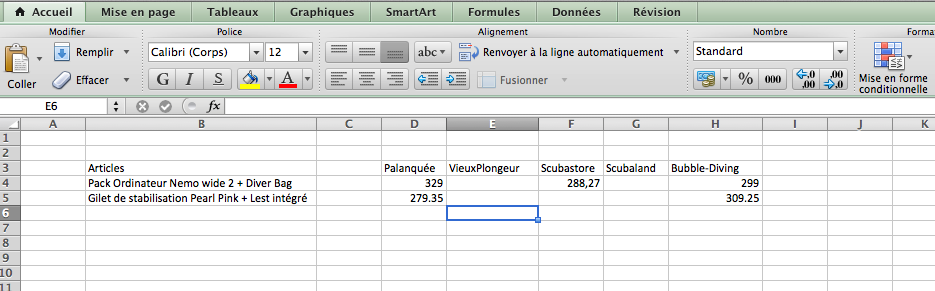 Accueil Mise en page Tableaux Graphiques SmartArt Formules Données Révision
Modifier Police Alignement Nombre Forma
Remplir Calibri (Corps) 12 abc Renvoyer à la ligne automatiquement Standard
Coller Effacer G I S A Fusionner % 000 ,0 ,00 ,00 ,0 Mise en forme conditionnelle
E6 fx
A B C D E F G H I J K
1
2
3 Articles Palanquée VieuxPlongeur Scubastore Scubaland Bubble-Diving
4 Pack Ordinateur Nemo wide 2 + Diver Bag 329 288,27 299
5 Gilet de stabilisation Pearl Pink + Lest intégré 279.35 309.25
6
7
8
9
10
11